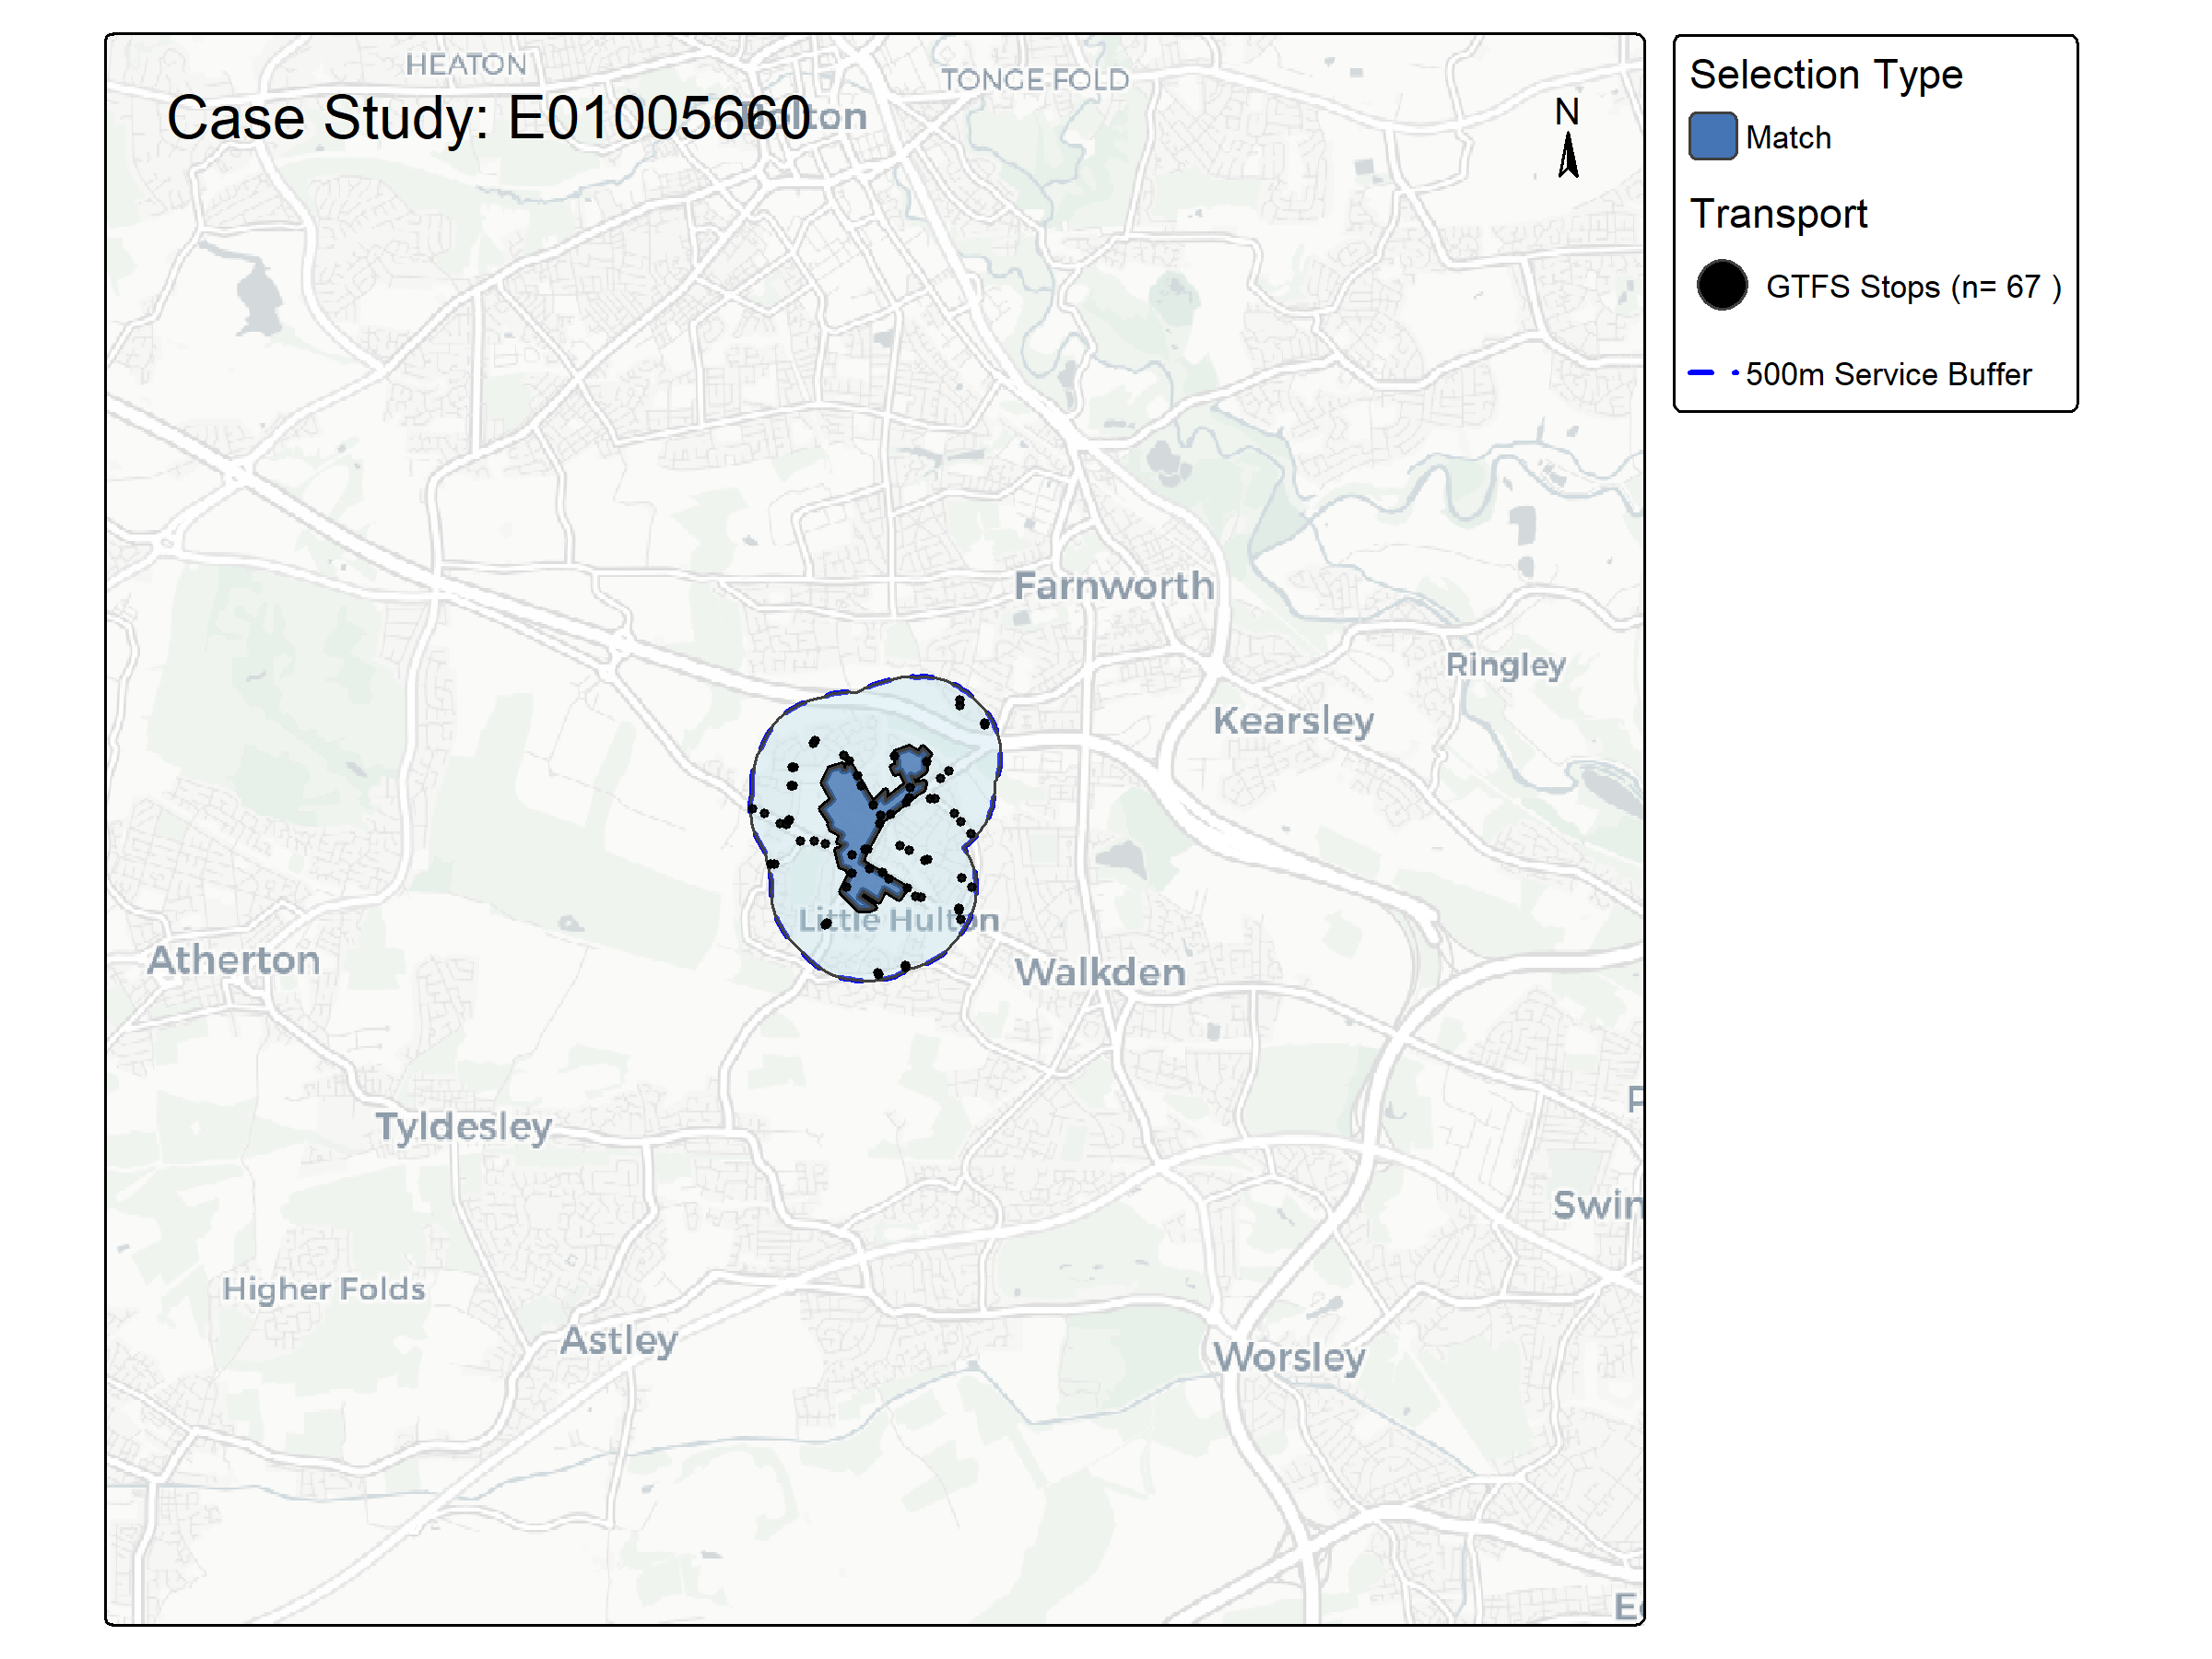 HEATON
TONGE FOLD
Case Study: E01005660
Bolton
N
Farnworth
Ringley
Kearsley
Little Hulton
Atherton
Walkden
Tyldesley
Swin
Higher Folds
Astley
Worsley
Selection Type
Match
Transport
GTFS Stops (n= 67 )
500m Service Buffer